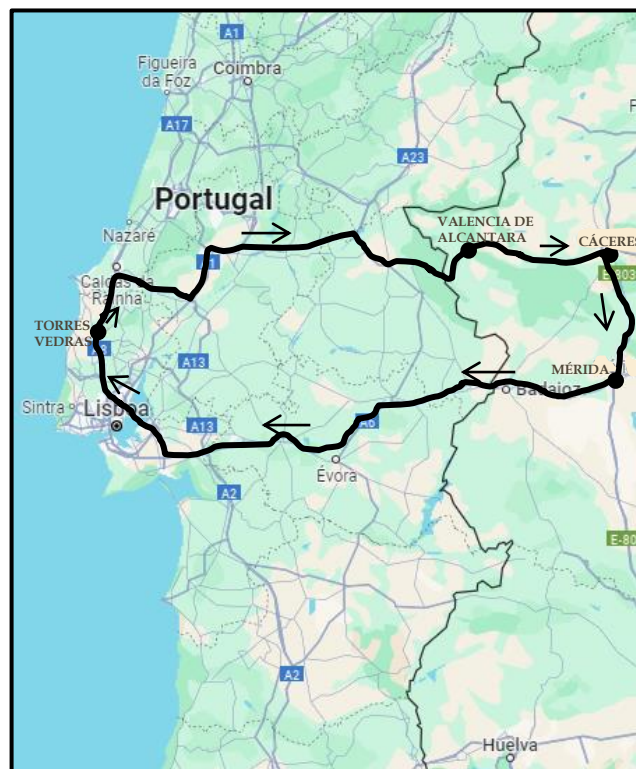 A1
Figueira
da Foz
Coimbra
A17
A23
Portugal
VALENCIA DE
ALCANTARA
CÁCERES
Nazaré
A1
Caldas da
Rainha
E-803
TORRES
VEDRAS
A8
A13
MÉRIDA
Badajoz
Sintra
Lisboa
A13
A6
Évora
A2
E-80
A2
Huelva